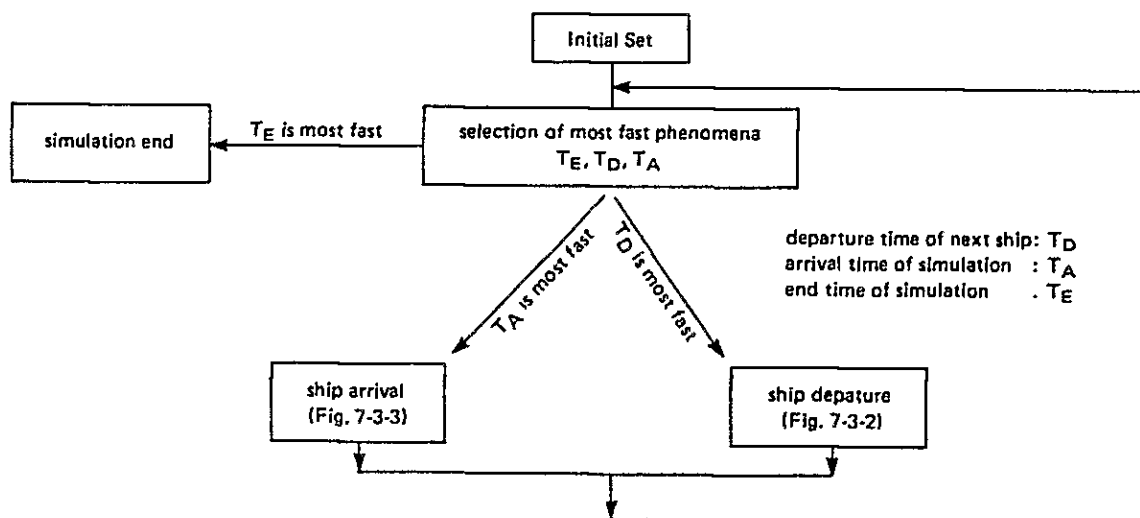 Initial Set
simulation end
T_E is most fast
selection of most fast phenomena
T_E, T_D, T_A
T_A is most fast
T_D is most fast
departure time of next ship: T_D
arrival time of simulation : T_A
end time of simulation . T_E
ship arrival
(Fig. 7-3-3)
ship depature
(Fig. 7-3-2)